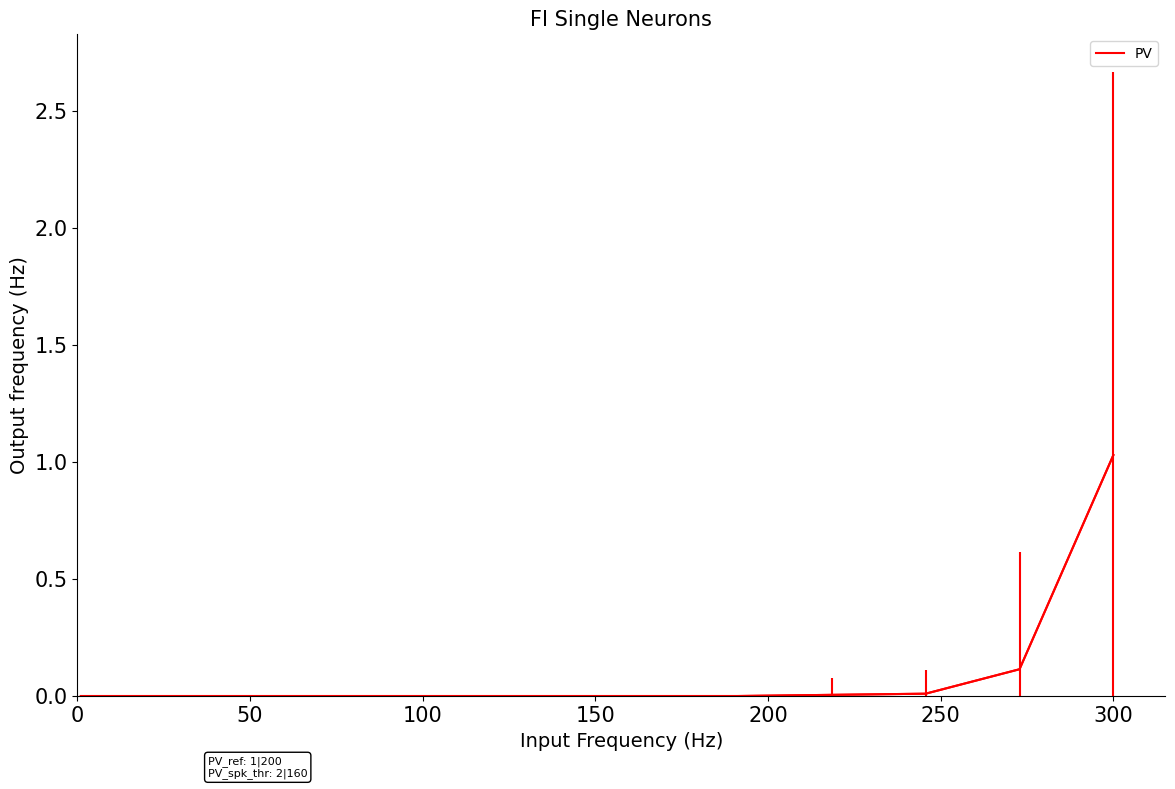 FI Single Neurons
PV
Output frequency (Hz)
2.5
2.0
1.5
1.0
0.5
0.0
0 50 100 150 200 250 300
Input Frequency (Hz)
PV_ref: 1|200
PV_spk_thr: 2|160